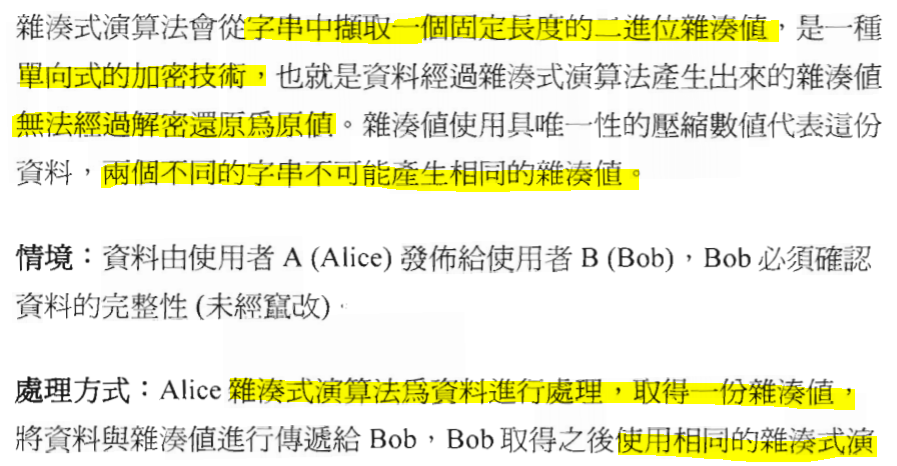 雜湊式演算法會從字串中擷取一個固定長度的二進位雜湊值，是一種
單向式的加密技術，也就是資料經過雜湊式演算法產生出來的雜湊值
無法經過解密還原為原值。雜湊值使用具唯一性的壓縮數值代表這份
資料，兩個不同的字串不可能產生相同的雜湊值。
情境：資料由使用者 A (Alice) 發佈給使用者 B (Bob)，Bob 必須確認
資料的完整性 (未經竄改)。
處理方式：Alice 雜湊式演算法為資料進行處理，取得一份雜湊值，
將資料與雜湊值進行傳遞給 Bob，Bob 取得之後使用相同的雜湊式演